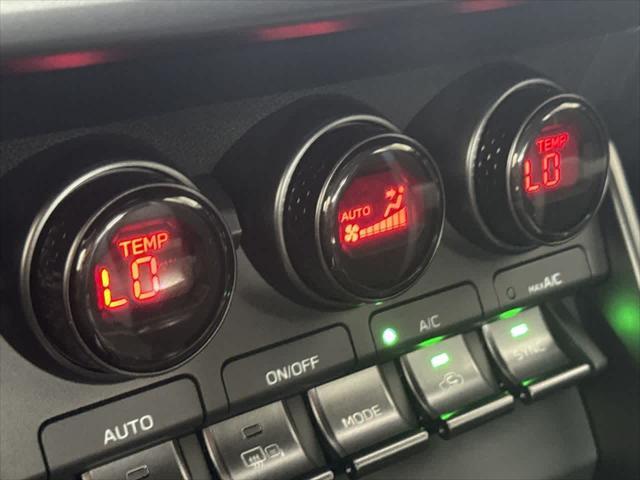 TEMP
LO
AUTO
TEMP
LO
AUTO
ON/OFF
A/C
MAX A/C
MODE
SYNC